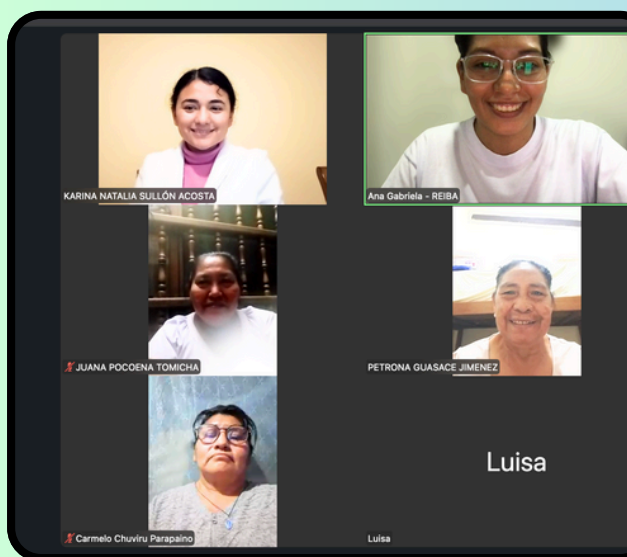 KARINA NATALIA SULLÓN ACOSTA
Ana Gabriela - REIBA
JUANA POCOENA TOMICHA
PETRONA GUASACE JIMENEZ
Luisa
Carmelo Chuviru Parapaino
Luisa